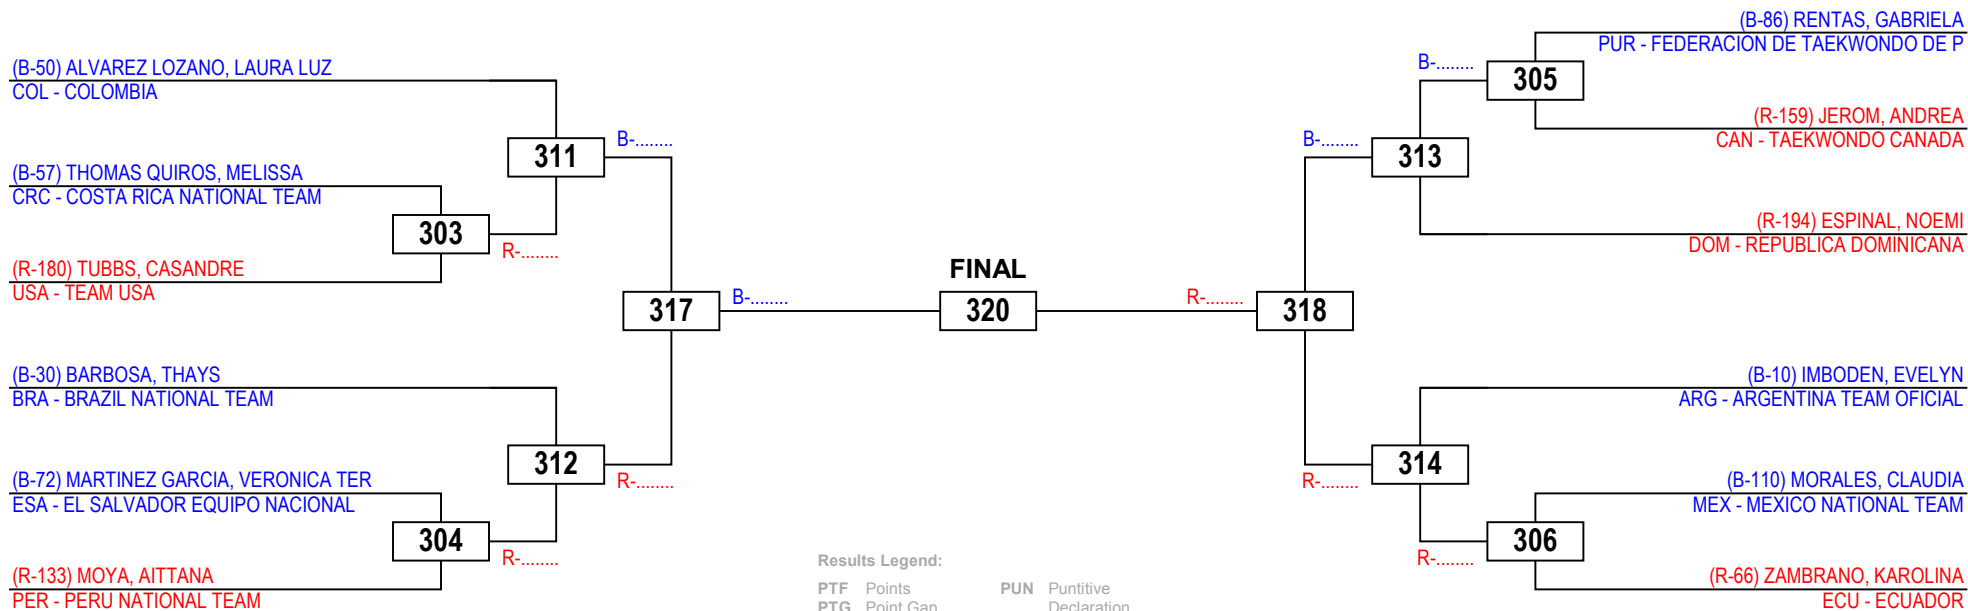 (B-50) ALVAREZ LOZANO, LAURA LUZ
COL - COLOMBIA
311
B-........
(B-57) THOMAS QUIROS, MELISSA
CRC - COSTA RICA NATIONAL TEAM
303
R-........
(R-180) TUBBS, CASANDRE
USA - TEAM USA
317
B-........
(B-30) BARBOSA, THAYS
BRA - BRAZIL NATIONAL TEAM
312
R-........
(B-72) MARTINEZ GARCIA, VERONICA TER
ESA - EL SALVADOR EQUIPO NACIONAL
304
R-........
(R-133) MOYA, AITTANA
PER - PERU NATIONAL TEAM
FINAL
320
(B-86) RENTAS, GABRIELA
PUR - FEDERACION DE TAEKWONDO DE P
B-........
305
(R-159) JEROM, ANDREA
CAN - TAEKWONDO CANADA
B-........
313
(R-194) ESPINAL, NOEMI
DOM - REPUBLICA DOMINICANA
R-........
318
(B-10) IMBODEN, EVELYN
ARG - ARGENTINA TEAM OFICIAL
R-........
314
(B-110) MORALES, CLAUDIA
MEX - MEXICO NATIONAL TEAM
R-........
306
(R-66) ZAMBRANO, KAROLINA
ECU - ECUADOR
Results Legend:
PTF Points PUN Puntitive
PTG Point Gap Declaration